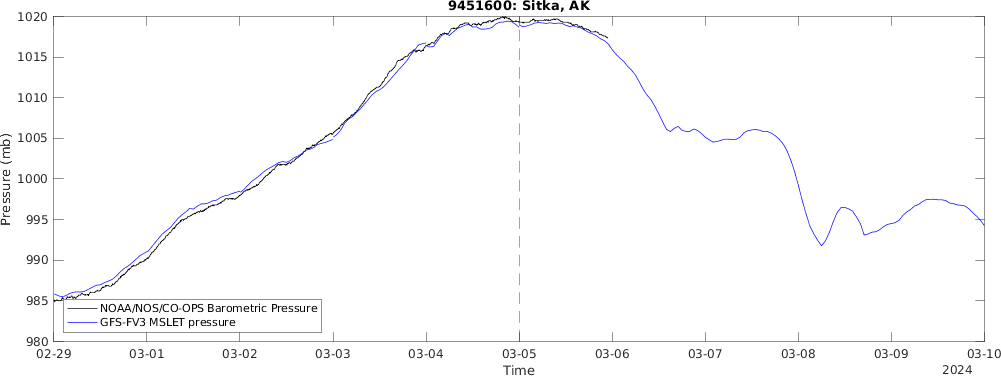 9451600: Sitka, AK
Pressure (mb)
1020
1015
1010
1005
1000
995
990
985
980
NOAA/NOS/CO-OPS Barometric Pressure
GFS-FV3 MSLET pressure
02-29 03-01 03-02 03-03 03-04 03-05 03-06 03-07 03-08 03-09 03-10
Time
2024